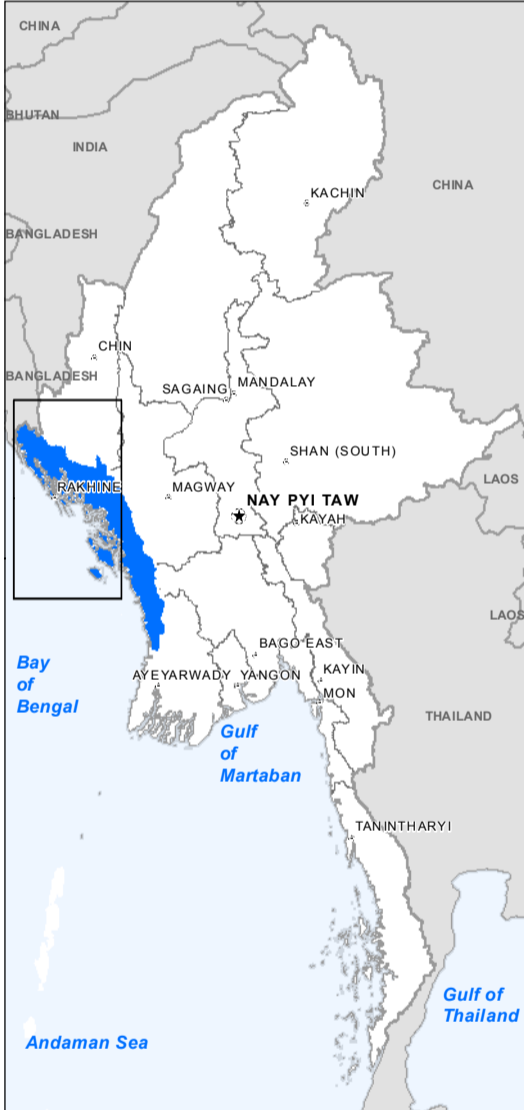 CHINA
BHUTAN
INDIA
CHINA
KACHIN
BANGLADESH
CHIN
BANGLADESH
SAGAING
MANDALAY
SHAN (SOUTH)
LAOS
RAKHINE
MAGWAY
NAY PYI TAW
KAYAH
LAOS
BAGO EAST
Bay
of
Bengal
AYEYARWADY
YANGON
KAYIN
MON
THAILAND
Gulf
of
Martaban
TANINTHARYI
Gulf of
Thailand
Andaman Sea